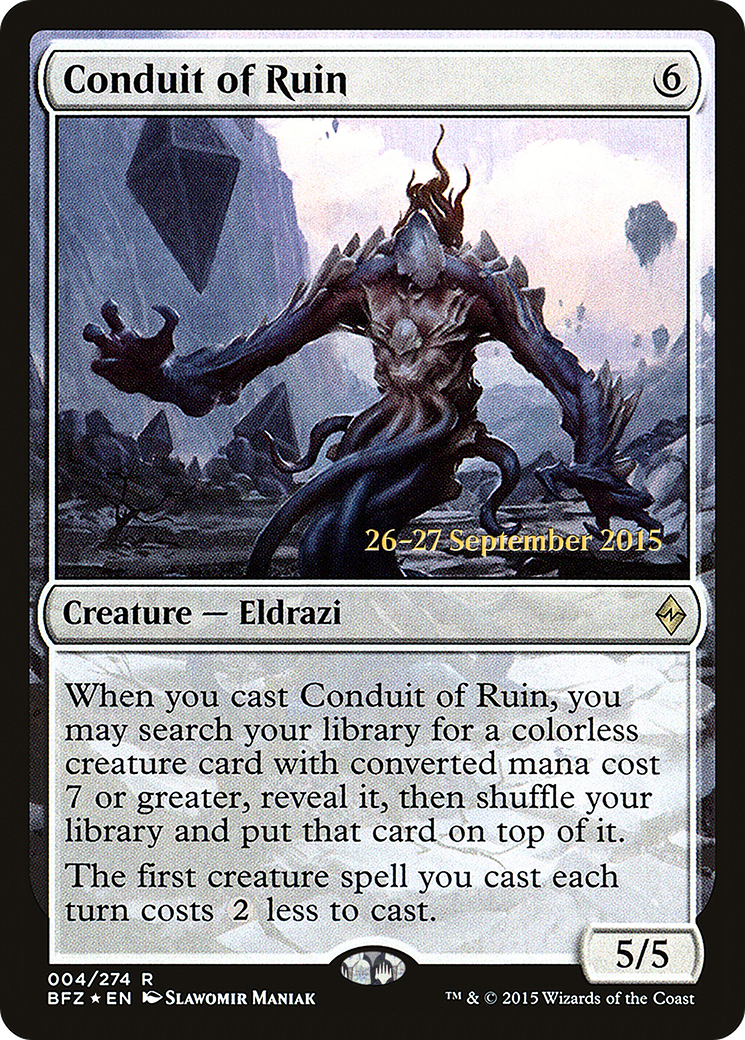 Conduit of Ruin 6
26–27 September 2015
Creature — Eldrazi
When you cast Conduit of Ruin, you
may search your library for a colorless
creature card with converted mana cost
7 or greater, reveal it, then shuffle your
library and put that card on top of it.
The first creature spell you cast each
turn costs 2 less to cast.
5/5
004/274 R
BFZ ★ EN Slawomir Maniak
™ & © 2015 Wizards of the Coast